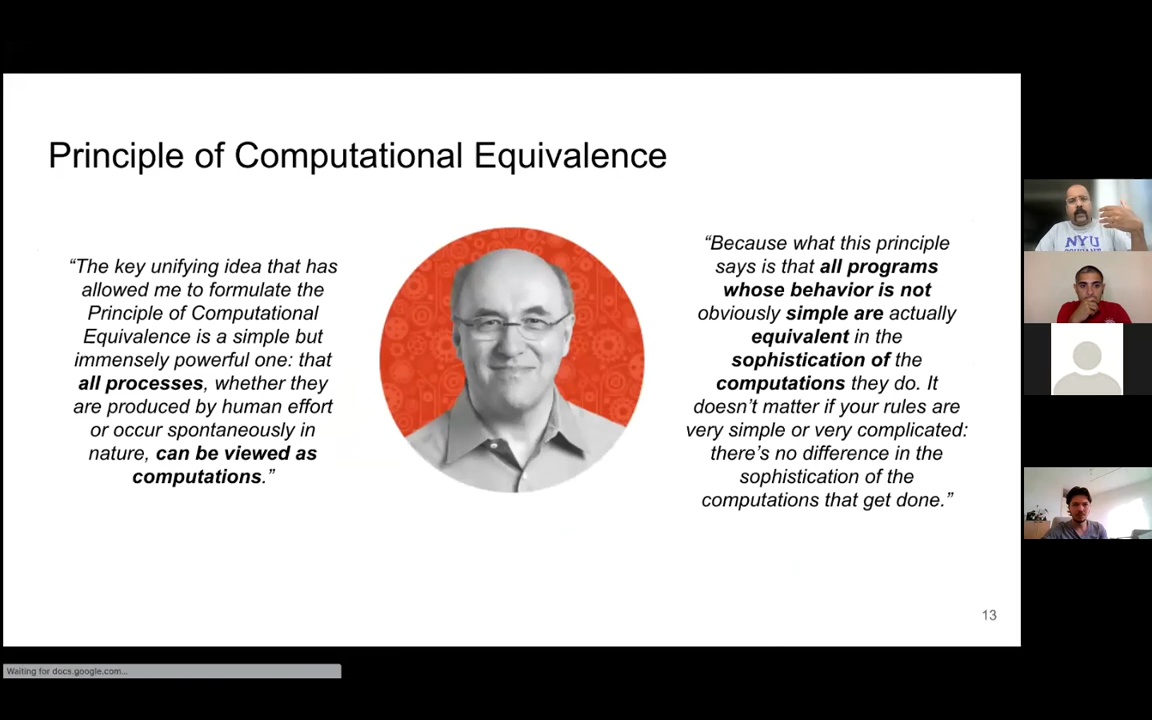 Principle of Computational Equivalence
“The key unifying idea that has
allowed me to formulate the
Principle of Computational
Equivalence is a simple but
immensely powerful one: that
all processes, whether they
are produced by human effort
or occur spontaneously in
nature, can be viewed as
computations.”
“Because what this principle
says is that all programs
whose behavior is not
obviously simple are actually
equivalent in the
sophistication of the
computations they do. It
doesn’t matter if your rules are
very simple or very complicated:
there’s no difference in the
sophistication of the
computations that get done.”
13
Waiting for docs.google.com...
NYU